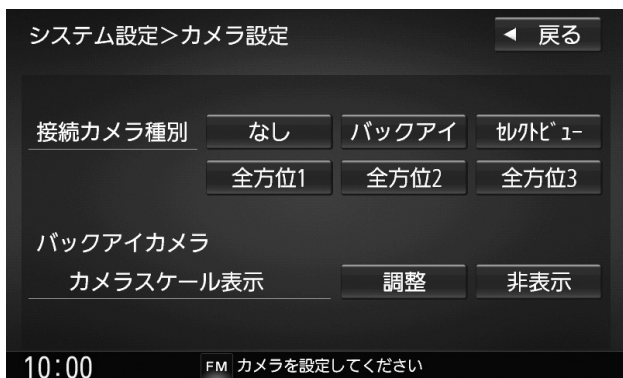 システム設定>カメラ設定 ◀ 戻る
接続カメラ種別 なし バックアイ ｾﾚｸﾄﾋﾞｭｰ
全方位1 全方位2 全方位3
バックアイカメラ
カメラスケール表示 調整 非表示
10:00 FM カメラを設定してください